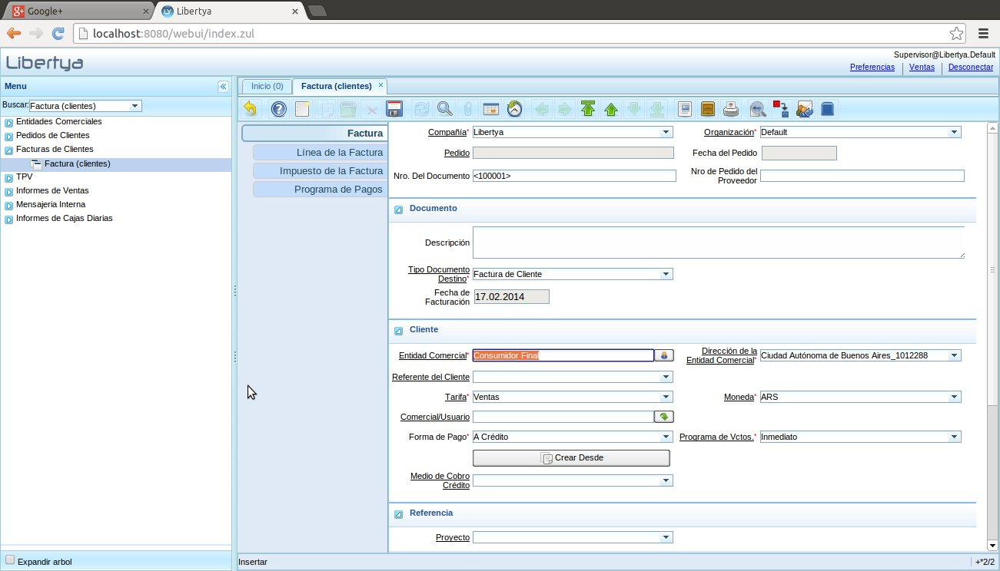 Google+
Libertya
localhost:8080/webui/index.zul
Libertya
Supervisor@Libertya.Default
Preferencias
Ventas
Desconectar
Menu
Buscar:
Factura (clientes)
Entidades Comerciales
Pedidos de Clientes
Facturas de Clientes
Factura (clientes)
TPV
Informes de Ventas
Mensajeria Interna
Informes de Cajas Diarias
Expandir arbol
Inicio (0)
Factura (clientes)
Factura
Línea de la Factura
Impuesto de la Factura
Programa de Pagos
Compañía*
Libertya
Organización*
Default
Pedido
Fecha del Pedido
Nro. Del Documento
<100001>
Nro de Pedido del
Proveedor
Documento
Descripción
Tipo Documento
Destino*
Factura de Cliente
Fecha de
Facturación
17.02.2014
Cliente
Entidad Comercial*
Consumidor Final
Dirección de la
Entidad Comercial*
Ciudad Autónoma de Buenos Aires_1012288
Referente del Cliente
Tarifa*
Ventas
Moneda*
ARS
Comercial/Usuario
Forma de Pago*
A Crédito
Programa de Vctos.*
Inmediato
Crear Desde
Medio de Cobro
Crédito
Referencia
Proyecto
Insertar
+*2/2